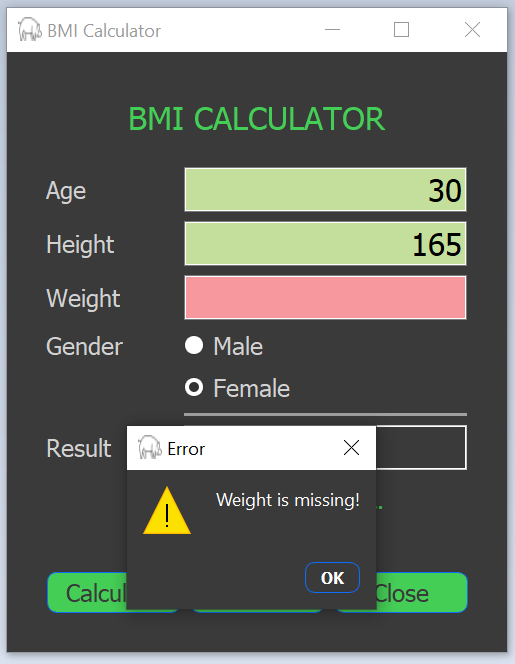 BMI Calculator
BMI CALCULATOR
Age 30
Height 165
Weight
Gender Male
Female
Result
Error
Weight is missing!
OK
Close